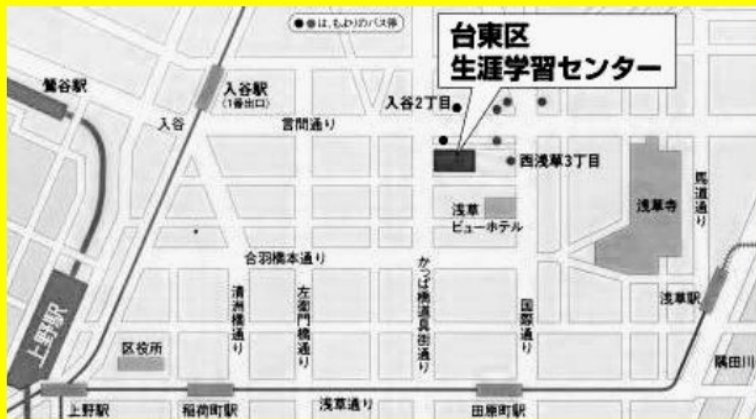 ●●は、もよりのバス停
台東区
生涯学習センター
鶯谷駅
入谷駅
(1番出口)
入谷
入谷2丁目
言問通り
西浅草3丁目
浅草
ビューホテル
浅草寺
馬道通り
合羽橋本通り
清洲橋通り
左衛門橋通り
かっぱ橋道具街通り
国際通り
浅草駅
上野駅
区役所
隅田川
上野駅
稲荷町駅
浅草通り
田原町駅